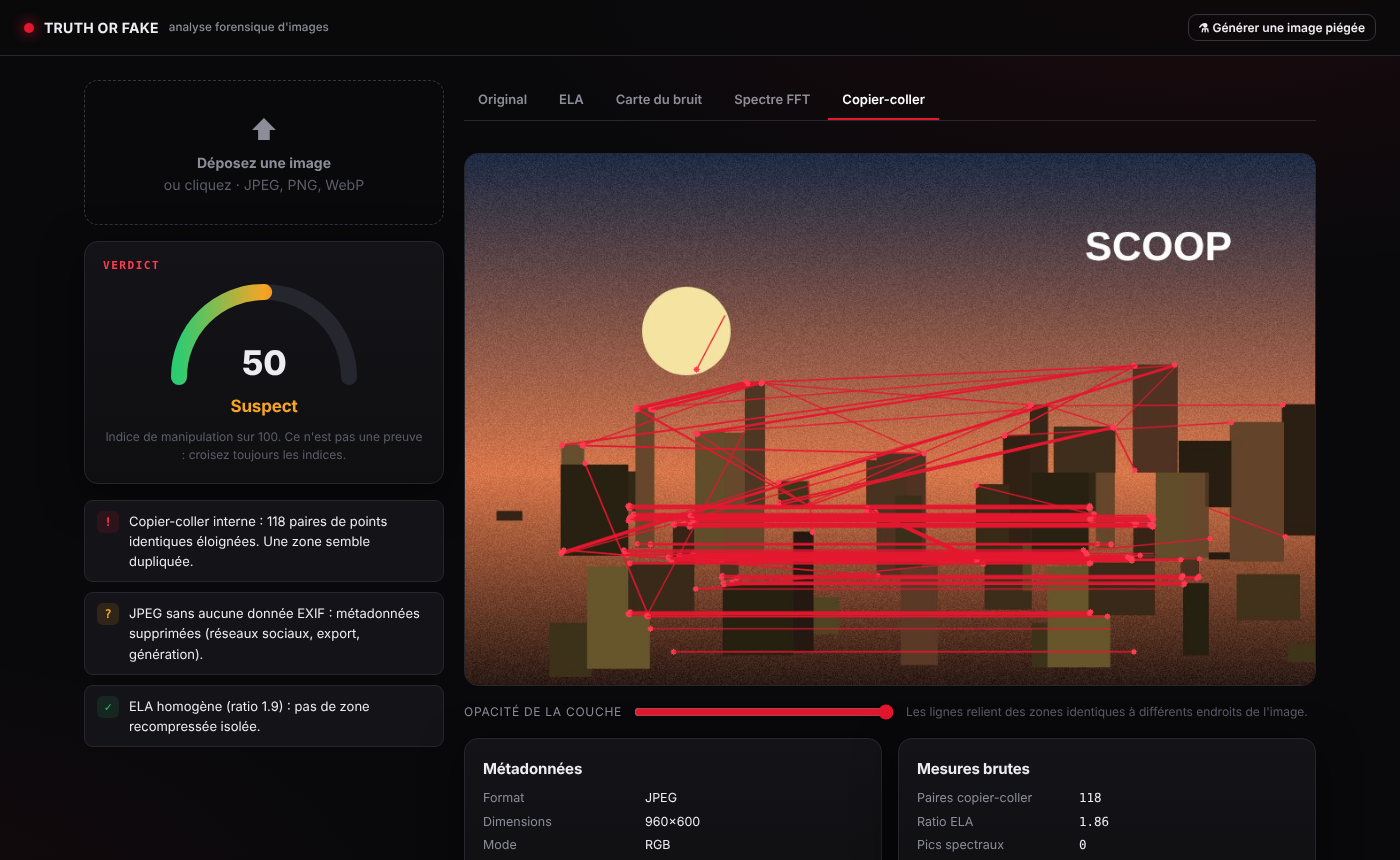 TRUTH OR FAKE analyse forensique d'images
⚗ Générer une image piégée
Déposez une image
ou cliquez · JPEG, PNG, WebP
VERDICT
50
Suspect
Indice de manipulation sur 100. Ce n'est pas une preuve
: croisez toujours les indices.
! Copier-coller interne : 118 paires de points
identiques éloignées. Une zone semble
dupliquée.
? JPEG sans aucune donnée EXIF : métadonnées
supprimées (réseaux sociaux, export,
génération).
✓ ELA homogène (ratio 1.9) : pas de zone
recompressée isolée.
Original ELA Carte du bruit Spectre FFT Copier-coller
SCOOP
OPACITÉ DE LA COUCHE
Les lignes relient des zones identiques à différents endroits de l'image.
Métadonnées
Format JPEG
Dimensions 960×600
Mode RGB
Mesures brutes
Paires copier-coller 118
Ratio ELA 1.86
Pics spectraux 0